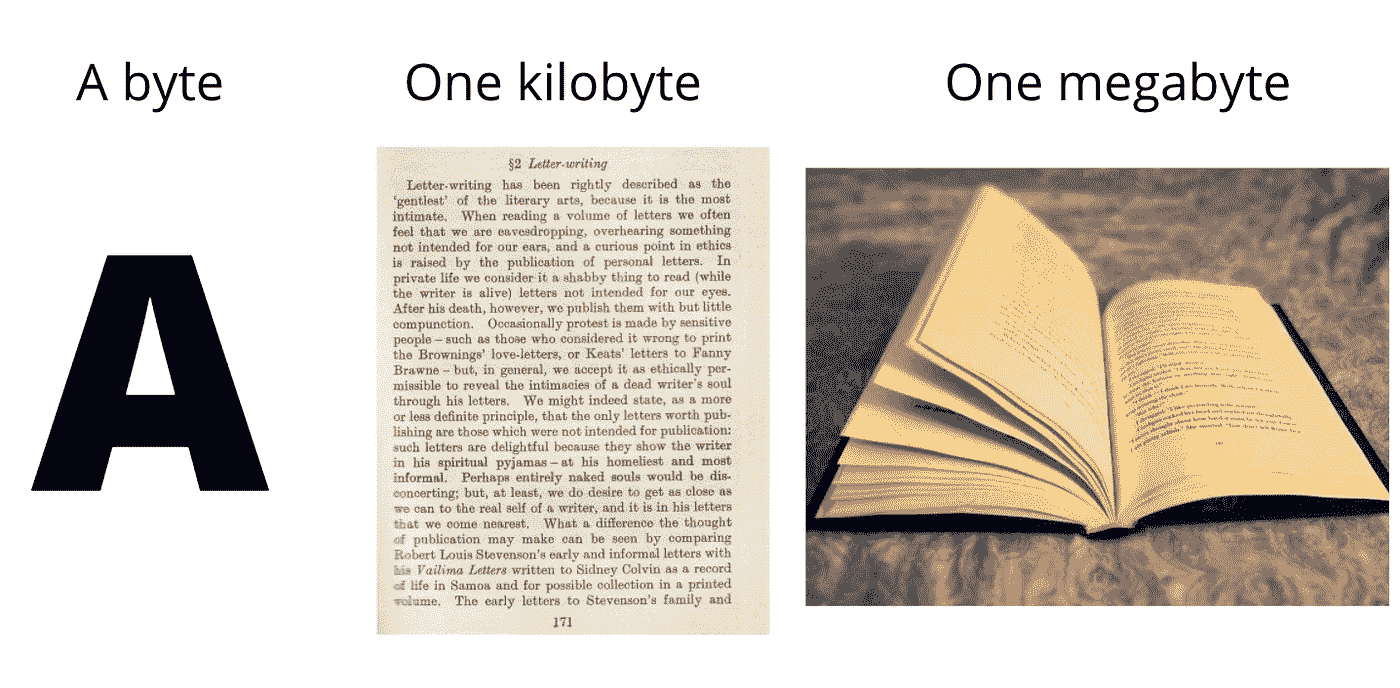 A byte
One kilobyte
One megabyte
A
§2 Letter-writing
Letter-writing has been rightly described as the
'gentlest' of the literary arts, because it is the most
intimate. When reading a volume of letters we often
feel that we are eavesdropping, overhearing something
not intended for our ears, and a curious point in ethics
is raised by the publication of personal letters. In
private life we consider it a shabby thing to read (while
the writer is alive) letters not intended for our eyes.
After his death, however, we publish them with but little
compunction. Occasionally protest is made by sensitive
people – such as those who considered it wrong to print
the Brownings' love-letters, or Keats' letters to Fanny
Brawne – but, in general, we accept it as ethically per-
missible to reveal the intimacies of a dead writer's soul
through his letters. We might indeed state, as a more
or less definite principle, that the only letters worth pub-
lishing are those which were not intended for publication:
such letters are delightful because they show the writer
in his spiritual pyjamas – at his homeliest and most
informal. Perhaps entirely naked souls would be dis-
concerting; but, at least, we do desire to get as close as
we can to the real self of a writer, and it is in his letters
that we come nearest. What a difference the thought
of publication may make can be seen by comparing
Robert Louis Stevenson's early and informal letters with
his Vailima Letters written to Sidney Colvin as a record
of life in Samoa and for possible collection in a printed
volume. The early letters to Stevenson's family and
171